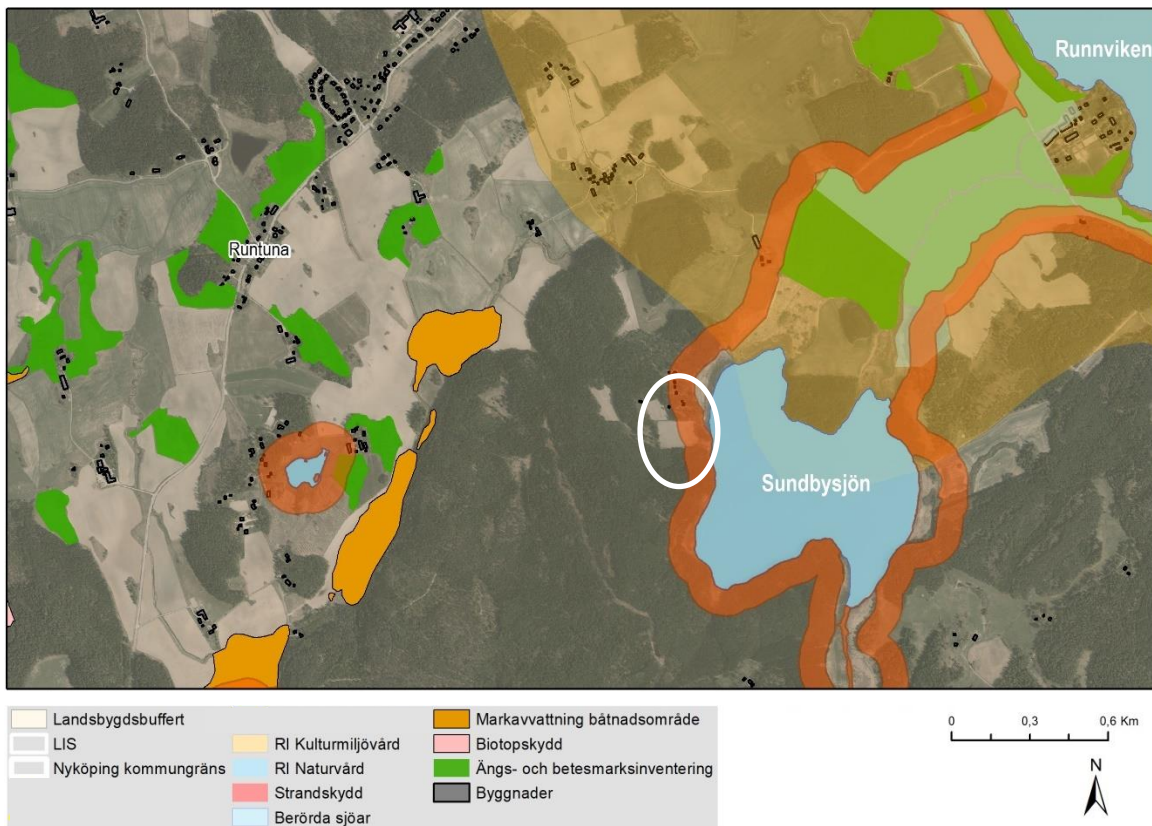 Runnviken
Runtuna
Sundbysjön
Landsbygdsbuffert
LIS
Nyköping kommungräns
RI Kulturmiljövård
RI Naturvård
Strandskydd
Berörda sjöar
Markavvattning båtnadsområde
Biotopskydd
Ängs- och betesmarksinventering
Byggnader
0 0,3 0,6 Km
N